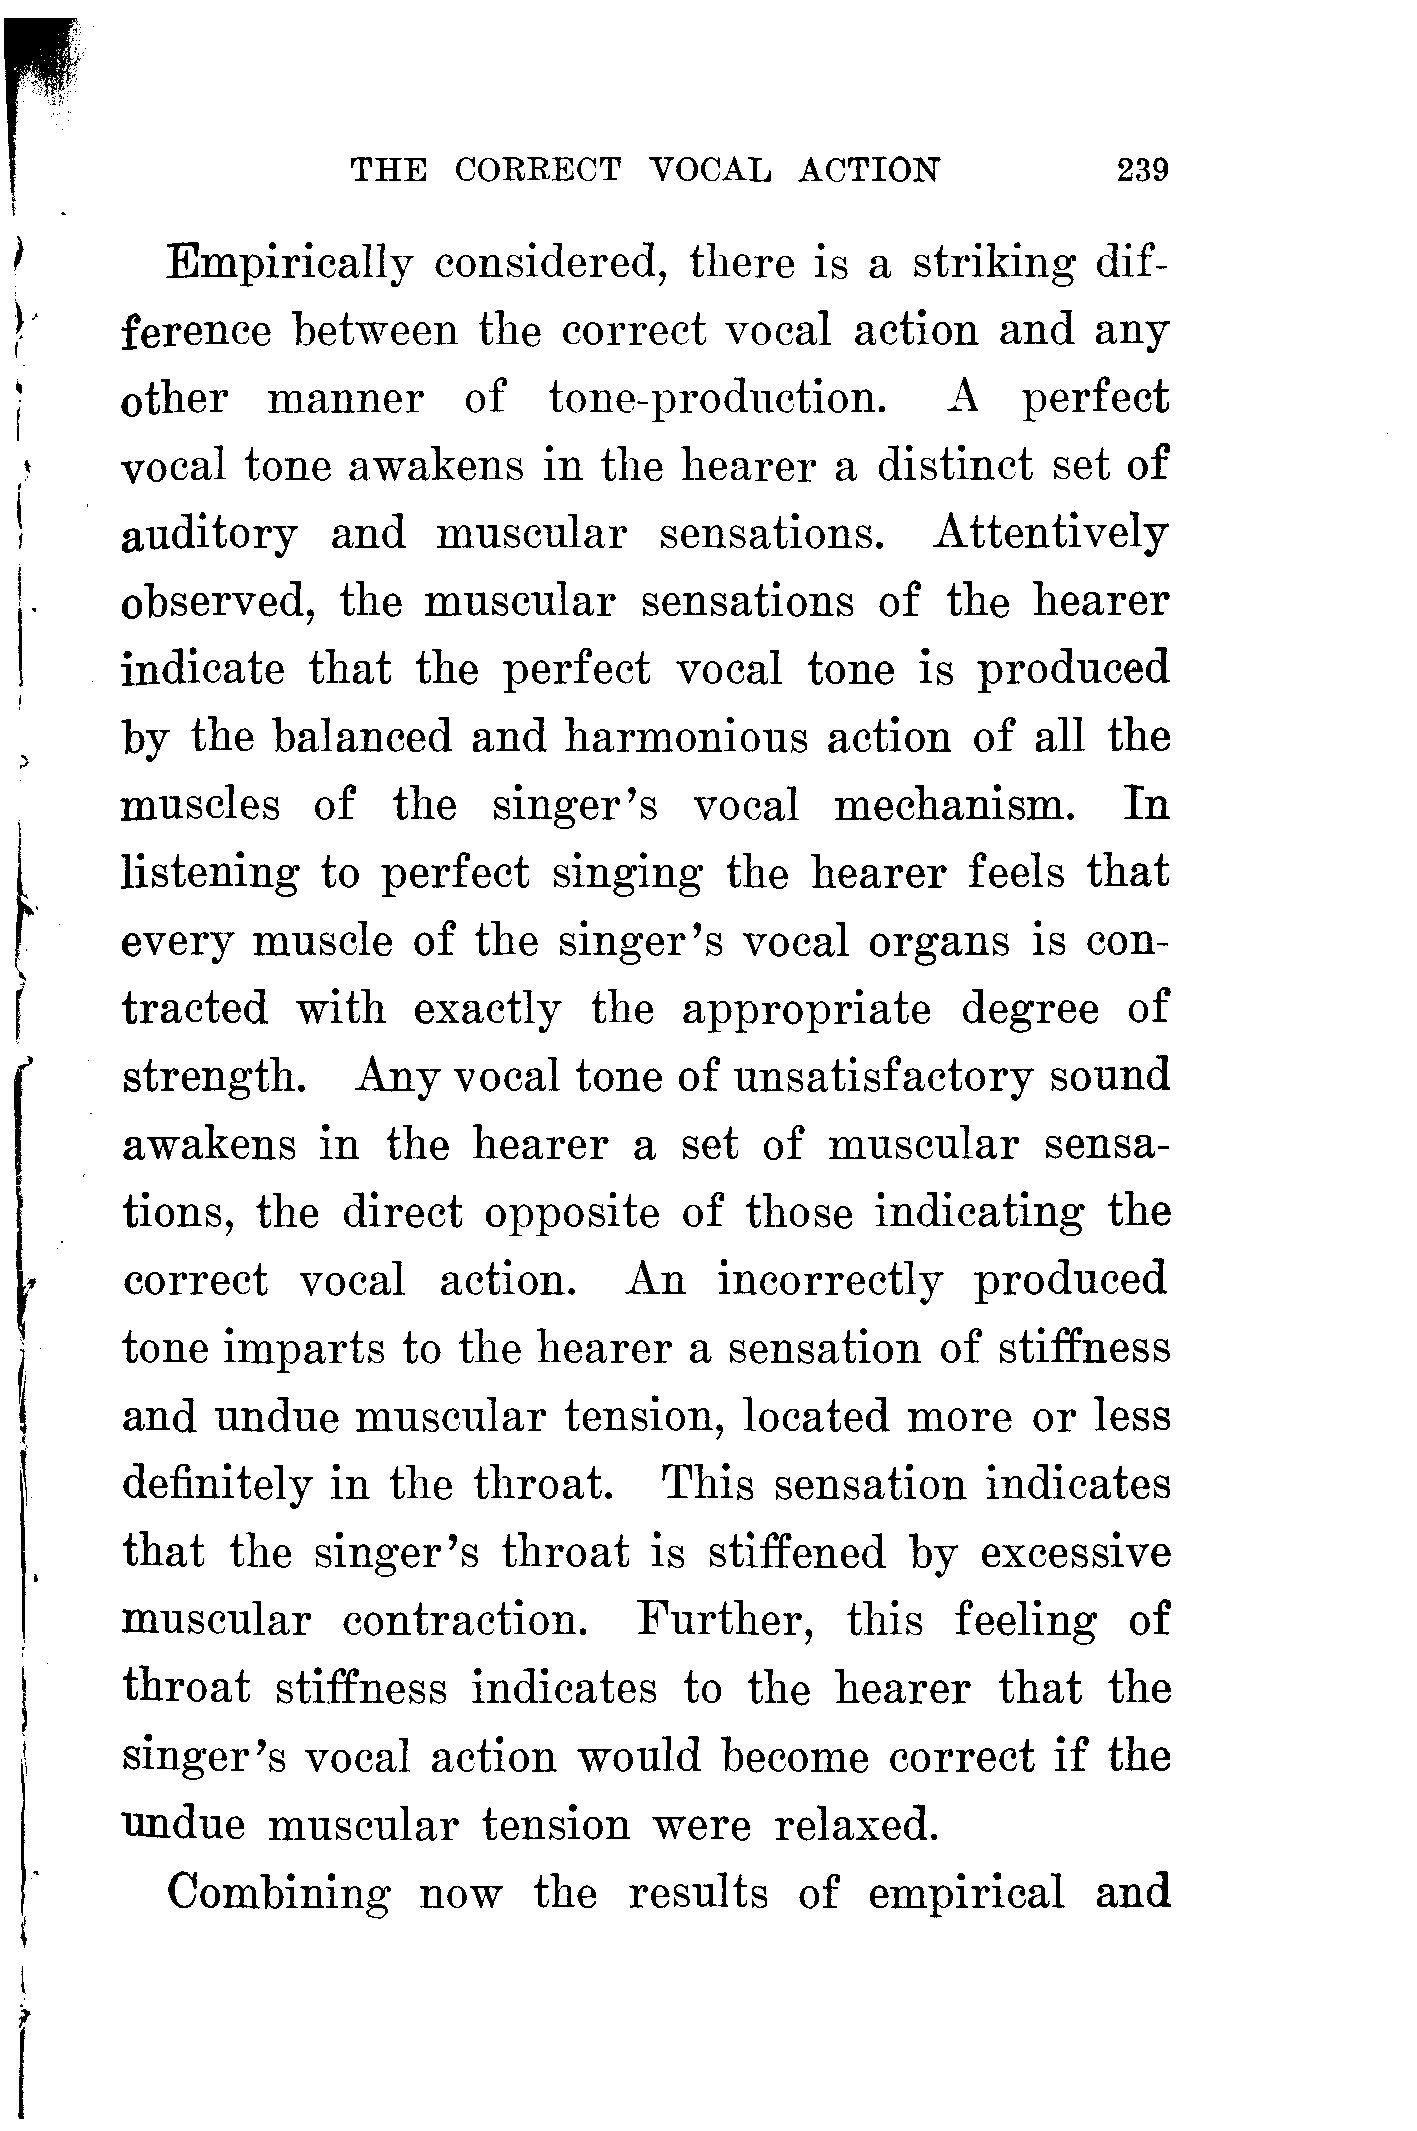 THE CORRECT VOCAL ACTION 239
Empirically considered, there is a striking dif-
ference between the correct vocal action and any
other manner of tone-production. A perfect
vocal tone awakens in the hearer a distinct set of
auditory and muscular sensations. Attentively
observed, the muscular sensations of the hearer
indicate that the perfect vocal tone is produced
by the balanced and harmonious action of all the
muscles of the singer's vocal mechanism. In
listening to perfect singing the hearer feels that
every muscle of the singer's vocal organs is con-
tracted with exactly the appropriate degree of
strength. Any vocal tone of unsatisfactory sound
awakens in the hearer a set of muscular sensa-
tions, the direct opposite of those indicating the
correct vocal action. An incorrectly produced
tone imparts to the hearer a sensation of stiffness
and undue muscular tension, located more or less
definitely in the throat. This sensation indicates
that the singer's throat is stiffened by excessive
muscular contraction. Further, this feeling of
throat stiffness indicates to the hearer that the
singer's vocal action would become correct if the
undue muscular tension were relaxed.
Combining now the results of empirical and